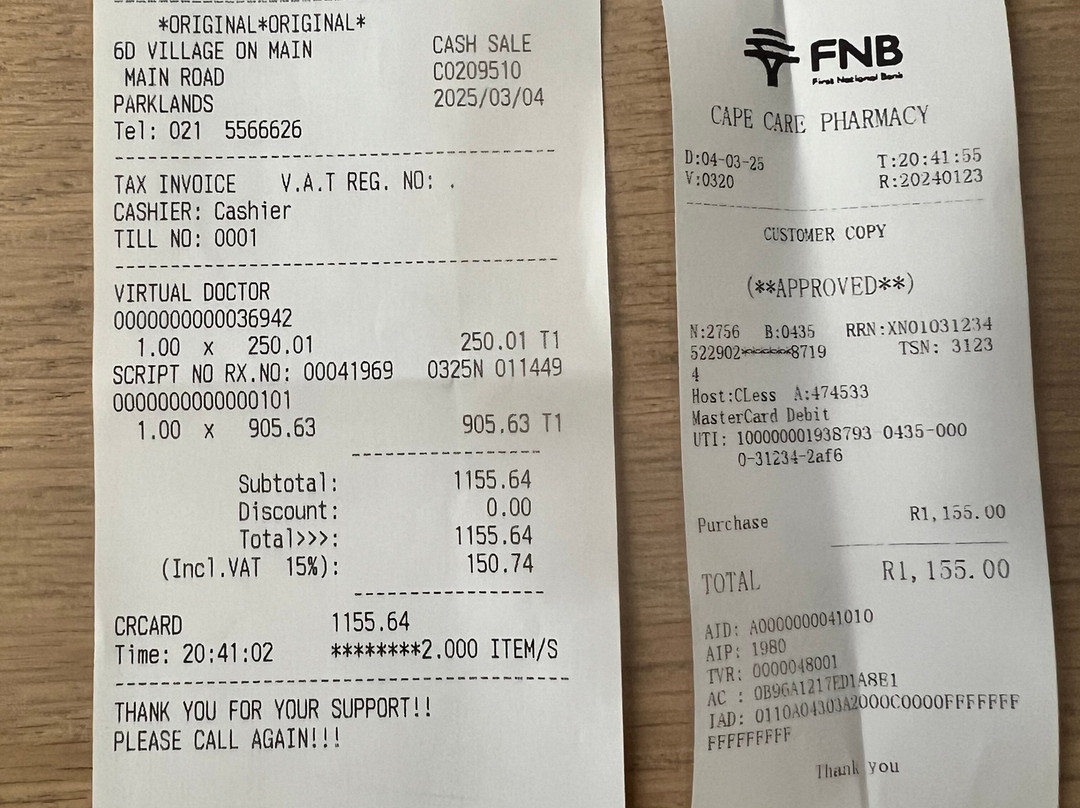 *ORIGINAL*ORIGINAL*
6D VILLAGE ON MAIN CASH SALE
MAIN ROAD C0209510
PARKLANDS 2025/03/04
Tel: 021 5566626
TAX INVOICE V.A.T REG. NO: .
CASHIER: Cashier
TILL NO: 0001
VIRTUAL DOCTOR
0000000000036942
1.00 x 250.01 250.01 T1
SCRIPT NO RX.NO: 00041969 0325N 011449
0000000000000101
1.00 x 905.63 905.63 T1
Subtotal: 1155.64
Discount: 0.00
Total>>>: 1155.64
(Incl.VAT 15%): 150.74
CRCARD 1155.64
Time: 20:41:02 ********2.000 ITEM/S
THANK YOU FOR YOUR SUPPORT!!
PLEASE CALL AGAIN!!!
FNB
First National Bank
CAPE CARE PHARMACY
D:04-03-25 T:20:41:55
V:0320 R:20240123
CUSTOMER COPY
(**APPROVED**)
N:2756 B:0435 RRN:XN01031234
522902******8719 TSN: 3123
4
Host:CLess A:474533
MasterCard Debit
UTI: 100000001938793 0435-000
0-31234-2af6
Purchase R1,155.00
TOTAL R1,155.00
AID: A0000000041010
AIP: 1980
TVR: 0000048001
AC : 0B96A1217ED1A8E1
IAD: 0110A04303A2000C0000FFFFFFF
FFFFFFFFF
Thank you